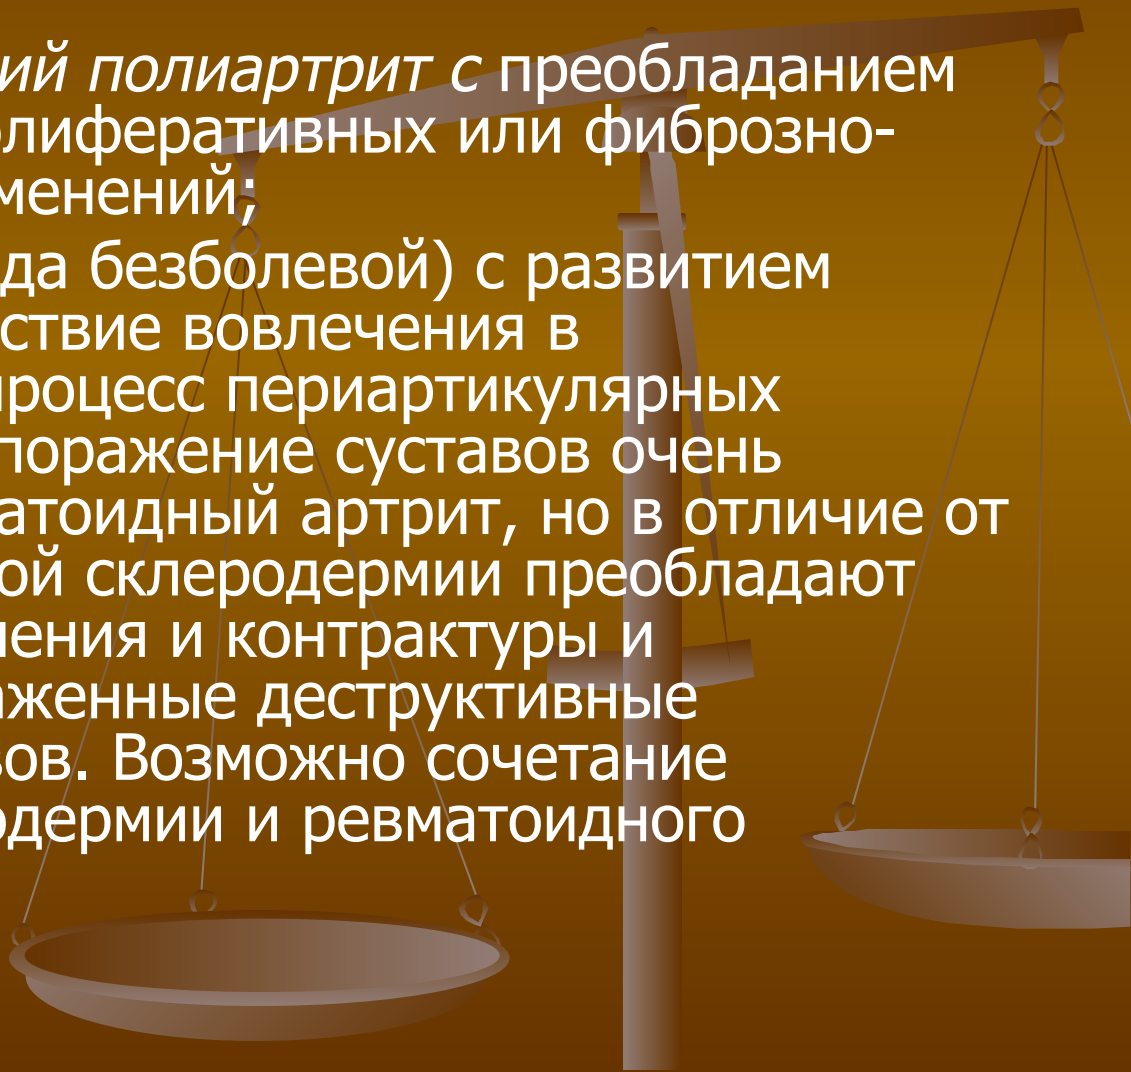 ий полиартрит с преобладанием
олиферативных или фиброзно-
менений;
да безболевой) с развитием
ствие вовлечения в
процесс периартикулярных
поражение суставов очень
атоидный артрит, но в отличие от
ой склеродермии преобладают
нения и контрактуры и
аженные деструктивные
вов. Возможно сочетание
одермии и ревматоидного